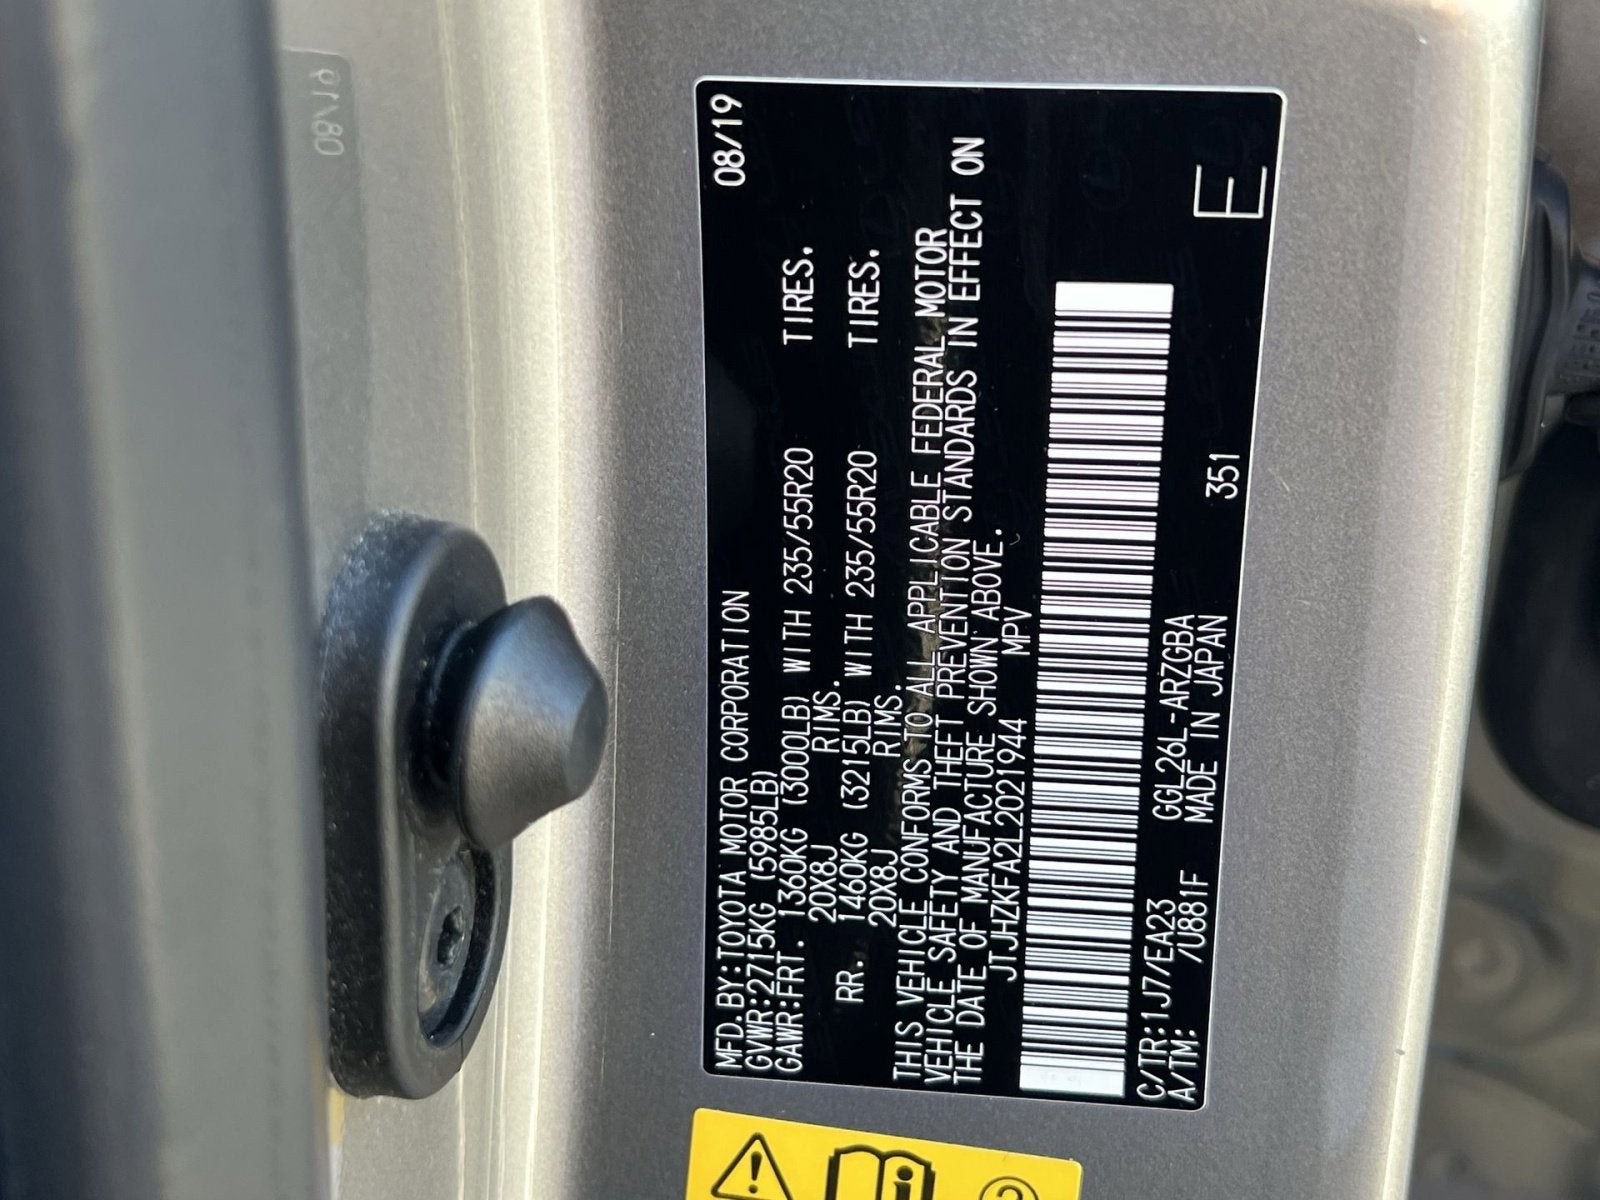 08/19
MFD.BY:TOYOTA MOTOR CORPORATION
GVWR:2715KG (5985LB)
GAWR:FRT. 1360KG (3000LB) WITH 235/55R20 TIRES.
20X8J RIMS.
RR. 1460KG (3215LB) WITH 235/55R20 TIRES.
20X8J RIMS.
THIS VEHICLE CONFORMS TO ALL APPLICABLE FEDERAL MOTOR
VEHICLE SAFETY AND THEFT PREVENTION STANDARDS IN EFFECT ON
THE DATE OF MANUFACTURE SHOWN ABOVE.
JTJHZKFA2L2021944 MPV
C/TR:1J7/EA23 GGL26L-ARZGBA
A/TM: /U881F MADE IN JAPAN 351
E